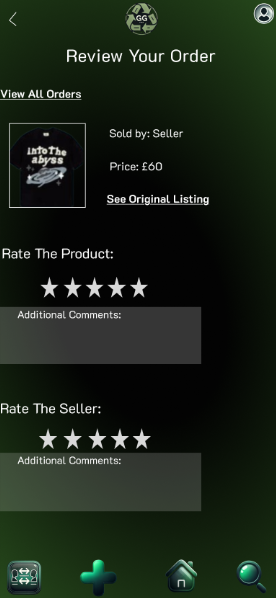 GG
Review Your Order
View All Orders
into the
abyss
Sold by: Seller
Price: £60
See Original Listing
Rate The Product:
Additional Comments:
Rate The Seller:
Additional Comments: